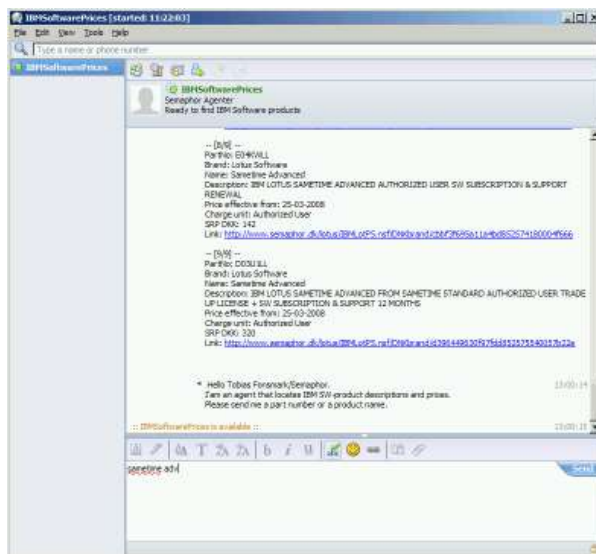 IBMSoftwarePrices [started: 11:22:03]
File Edit View Tools Help
Type a name or phone number
IBMSoftwarePrices
IBMSoftwarePrices
Semaphor Agenter
Ready to find IBM Software products
-- [8/9] --
Brand: Lotus Software
Name: Sametime Advanced
Description: IBM LOTUS SAMETIME ADVANCED AUTHORIZED USER SW SUBSCRIPTION & SUPPORT
RENEWAL
Price effective from: 25-03-2008
Charge unit: Authorized User
SRP DKK: 142
Link:
-- [9/9] --
PartNo: D03U1LL
Brand: Lotus Software
Name: Sametime Advanced
Description: IBM LOTUS SAMETIME ADVANCED FROM SAMETIME STANDARD AUTHORIZED USER TRADE
UP LICENSE + SW SUBSCRIPTION & SUPPORT 12 MONTHS
Price effective from: 25-03-2008
Charge unit: Authorized User
SRP DKK: 320
Link:
* Hello Tobias Fonsmark/Semaphor.
I am an agent that locates IBM SW-product descriptions and prices.
Please send me a part number or a product name.
:: IBMSoftwarePrices is available ::
sametime adv
Send